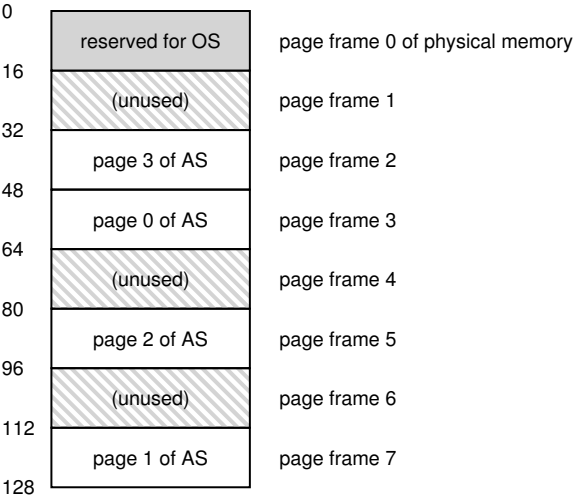 0
reserved for OS page frame 0 of physical memory
16
(unused) page frame 1
32
page 3 of AS page frame 2
48
page 0 of AS page frame 3
64
(unused) page frame 4
80
page 2 of AS page frame 5
96
(unused) page frame 6
112
page 1 of AS page frame 7
128